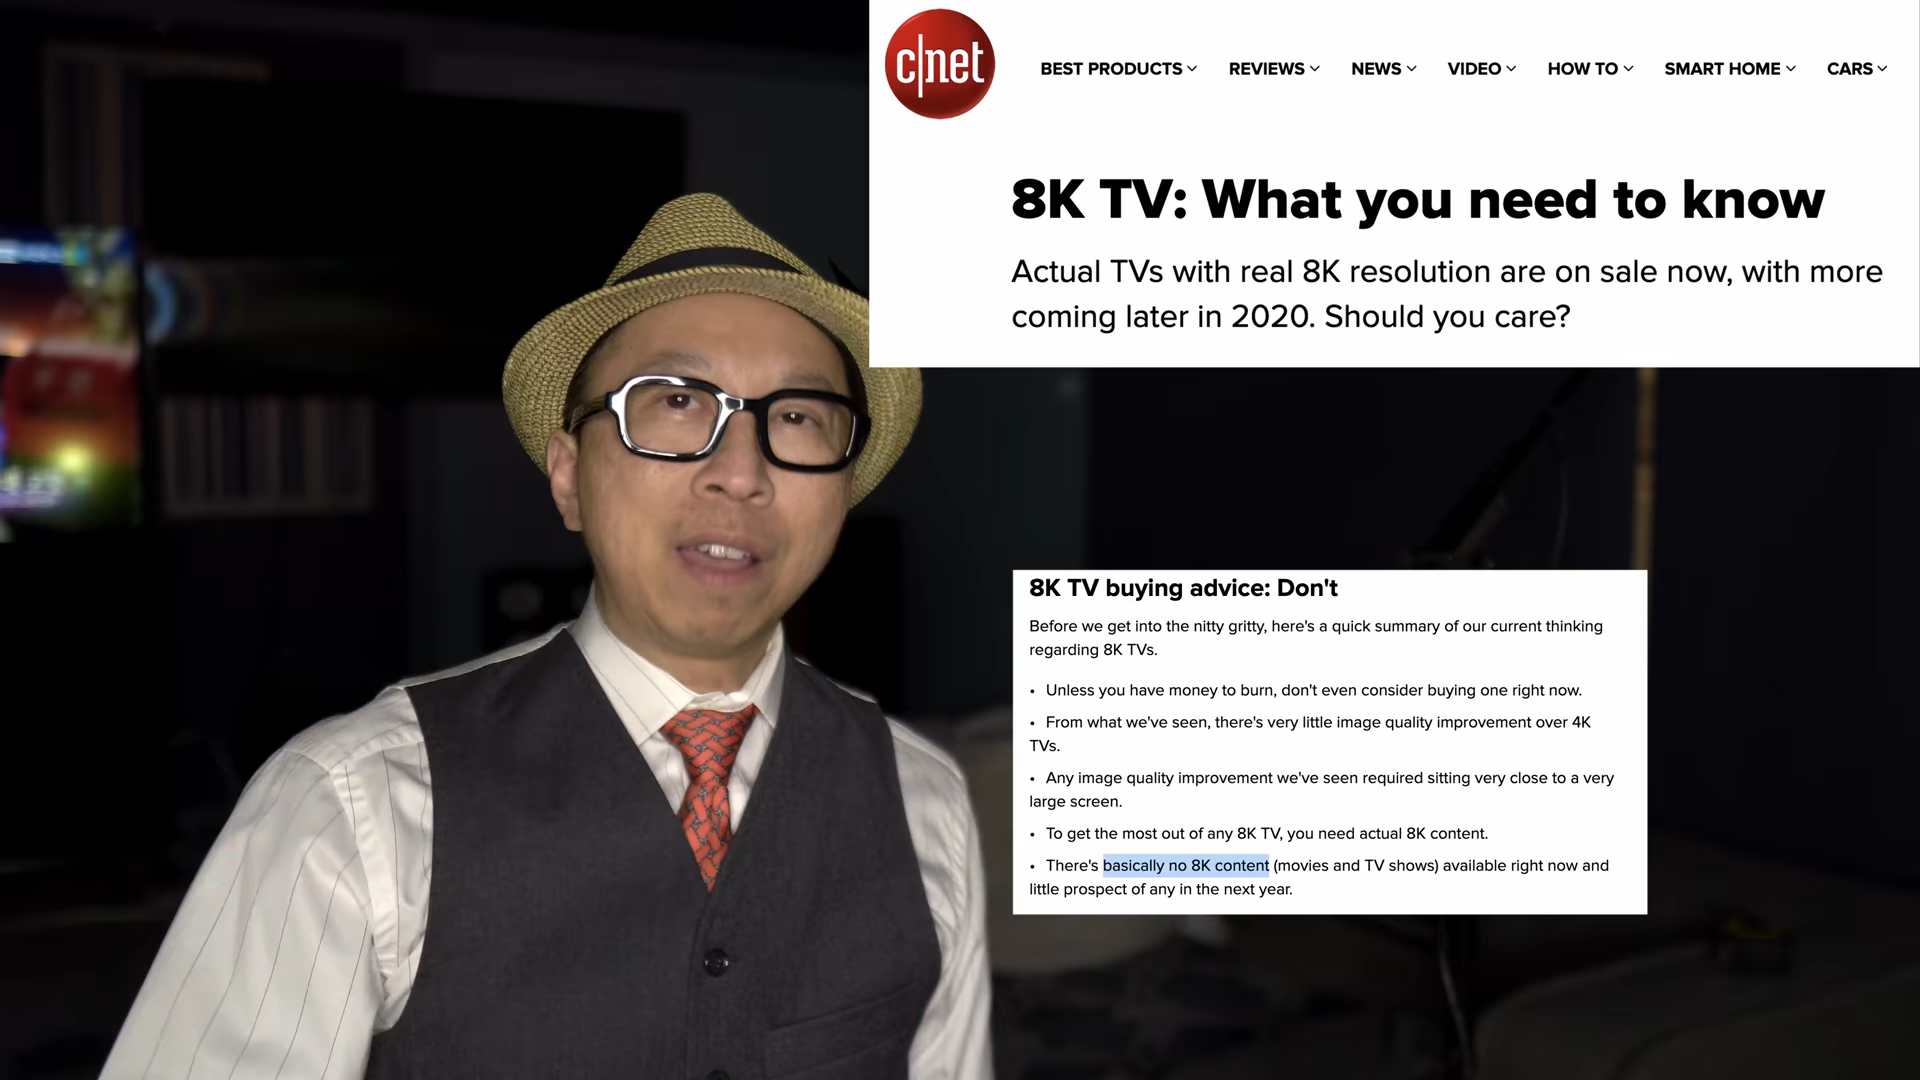 c|net
BEST PRODUCTS REVIEWS NEWS VIDEO HOW TO SMART HOME CARS
8K TV: What you need to know
Actual TVs with real 8K resolution are on sale now, with more
coming later in 2020. Should you care?
8K TV buying advice: Don't
Before we get into the nitty gritty, here's a quick summary of our current thinking
regarding 8K TVs.
• Unless you have money to burn, don't even consider buying one right now.
• From what we've seen, there's very little image quality improvement over 4K
TVs.
• Any image quality improvement we've seen required sitting very close to a very
large screen.
• To get the most out of any 8K TV, you need actual 8K content.
• There's basically no 8K content (movies and TV shows) available right now and
little prospect of any in the next year.